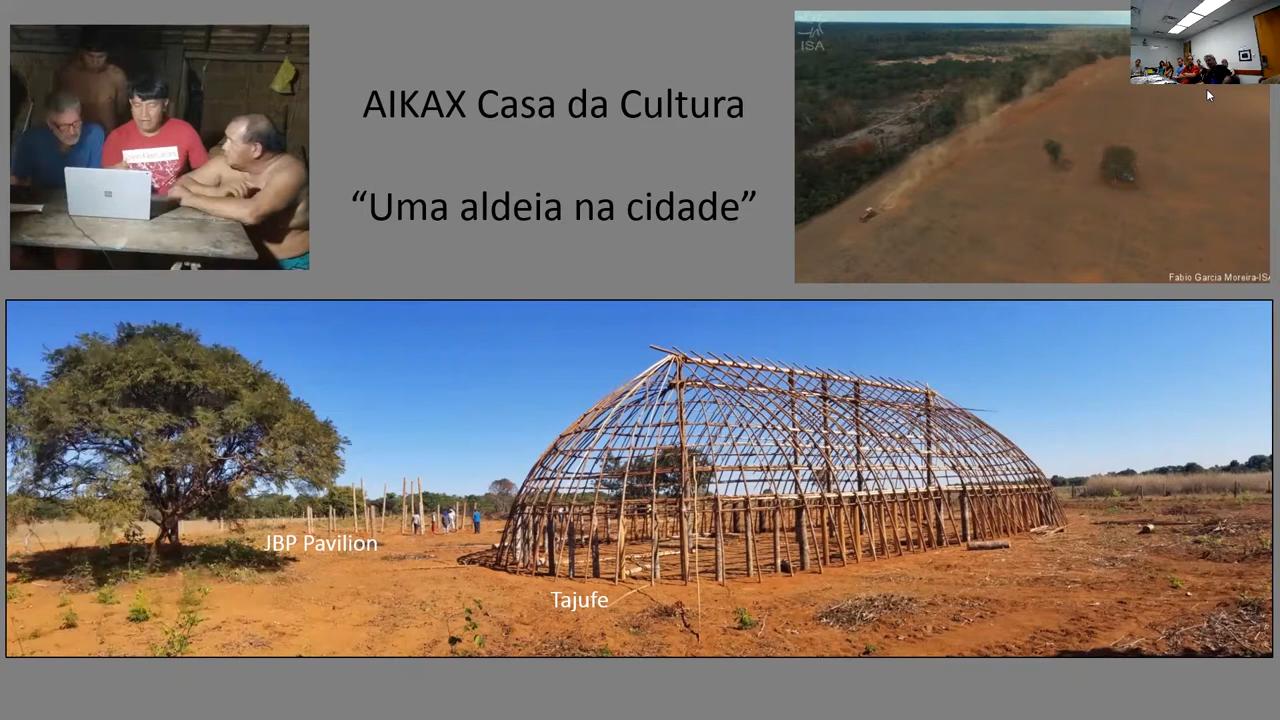 AIKAX Casa da Cultura
“Uma aldeia na cidade”
ISA
Fabio Garcia Moreira-ISA
JBP Pavilion
Tajufe